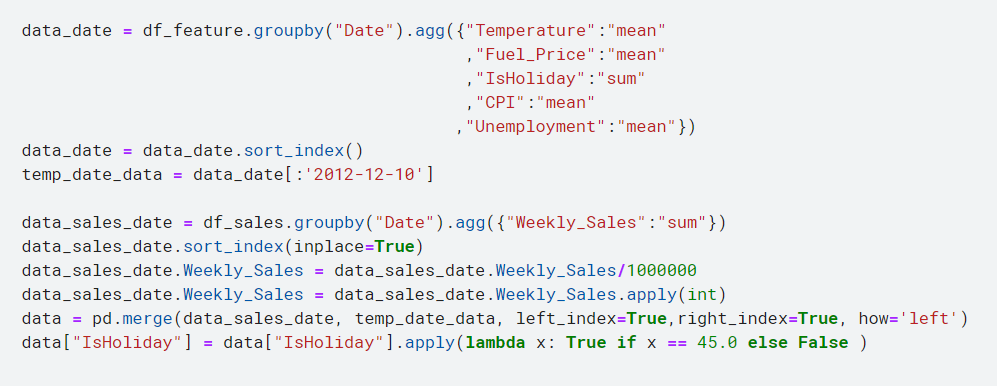 data_date = df_feature.groupby("Date").agg({"Temperature":"mean"
,"Fuel_Price":"mean"
,"IsHoliday":"sum"
,"CPI":"mean"
,"Unemployment":"mean"})
data_date = data_date.sort_index()
temp_date_data = data_date[:'2012-12-10']
data_sales_date = df_sales.groupby("Date").agg({"Weekly_Sales":"sum"})
data_sales_date.sort_index(inplace=True)
data_sales_date.Weekly_Sales = data_sales_date.Weekly_Sales/1000000
data_sales_date.Weekly_Sales = data_sales_date.Weekly_Sales.apply(int)
data = pd.merge(data_sales_date, temp_date_data, left_index=True,right_index=True, how='left')
data["IsHoliday"] = data["IsHoliday"].apply(lambda x: True if x == 45.0 else False )